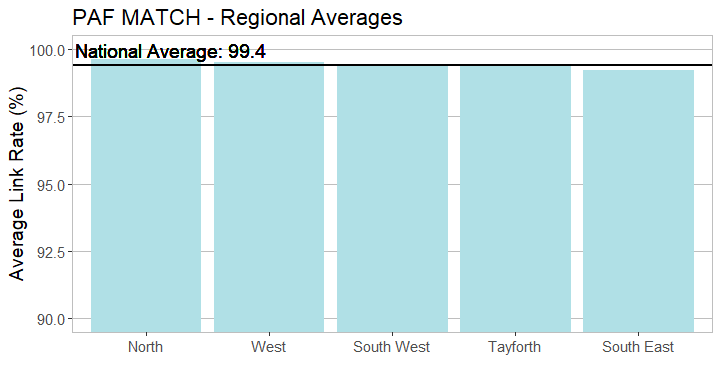 PAF MATCH - Regional Averages
National Average: 99.4
Average Link Rate (%)
100.0
97.5
95.0
92.5
90.0
North
West
South West
Tayforth
South East